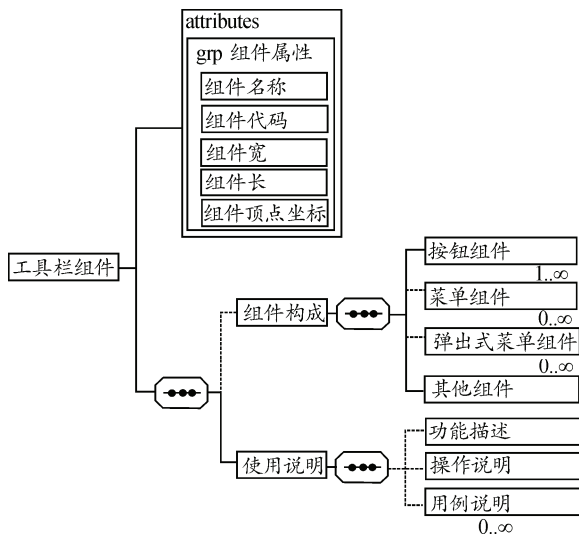 attributes
grp 组件属性
组件名称
组件代码
组件宽
组件长
组件顶点坐标
工具栏组件
组件构成
按钮组件
1..∞
菜单组件
0..∞
弹出式菜单组件
0..∞
其他组件
使用说明
功能描述
操作说明
用例说明
0..∞